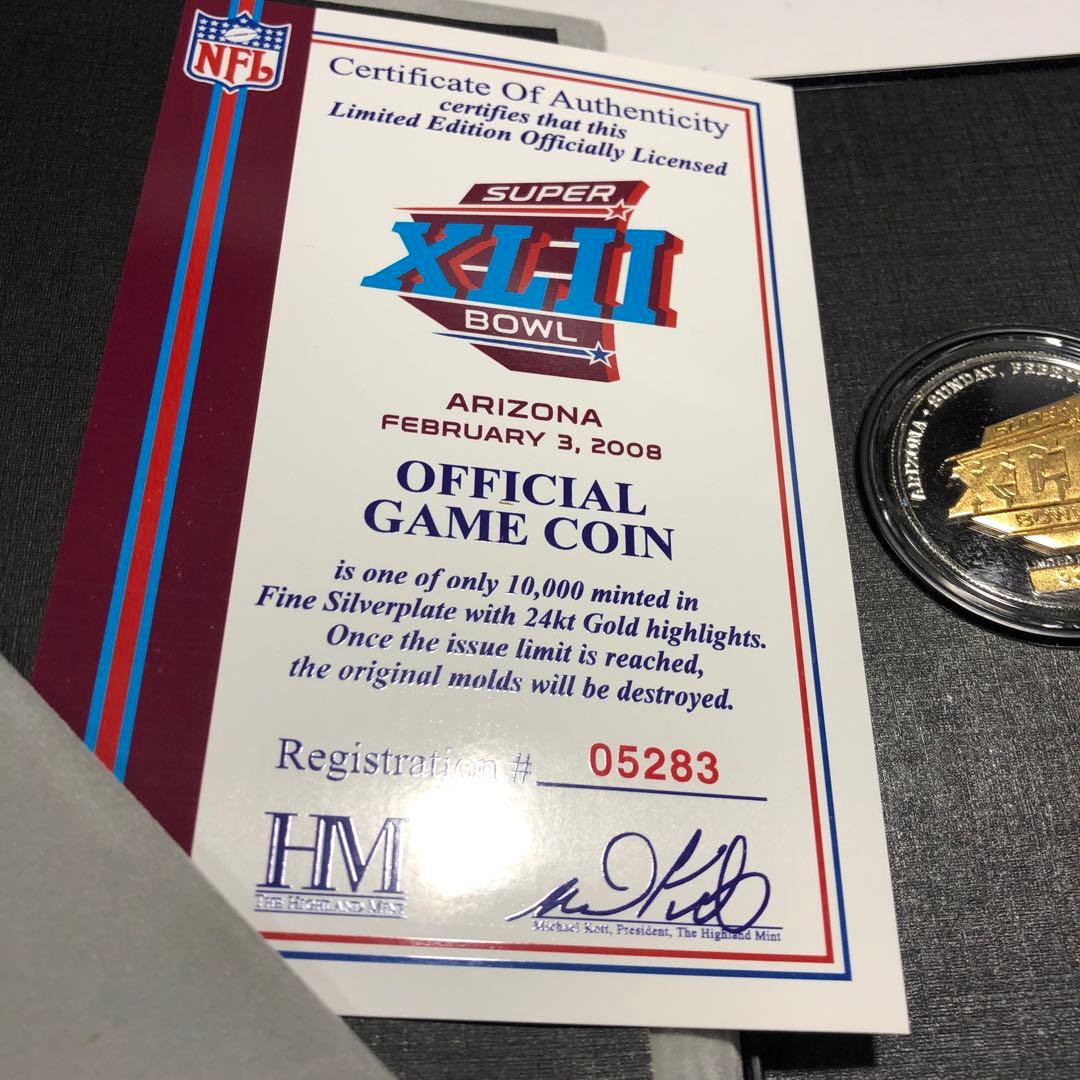 NFL
Certificate Of Authenticity
certifies that this
Limited Edition Officially Licensed
SUPER
XLII
BOWL
ARIZONA
FEBRUARY 3, 2008
OFFICIAL
GAME COIN
is one of only 10,000 minted in
Fine Silverplate with 24kt Gold highlights.
Once the issue limit is reached,
the original molds will be destroyed.
Registration # 05283
HM
THE HIGHLAND MINT
Michael Kott, President, The Highland Mint
ARIZONA • SUNDAY,
SUPER
XLII
BOWL